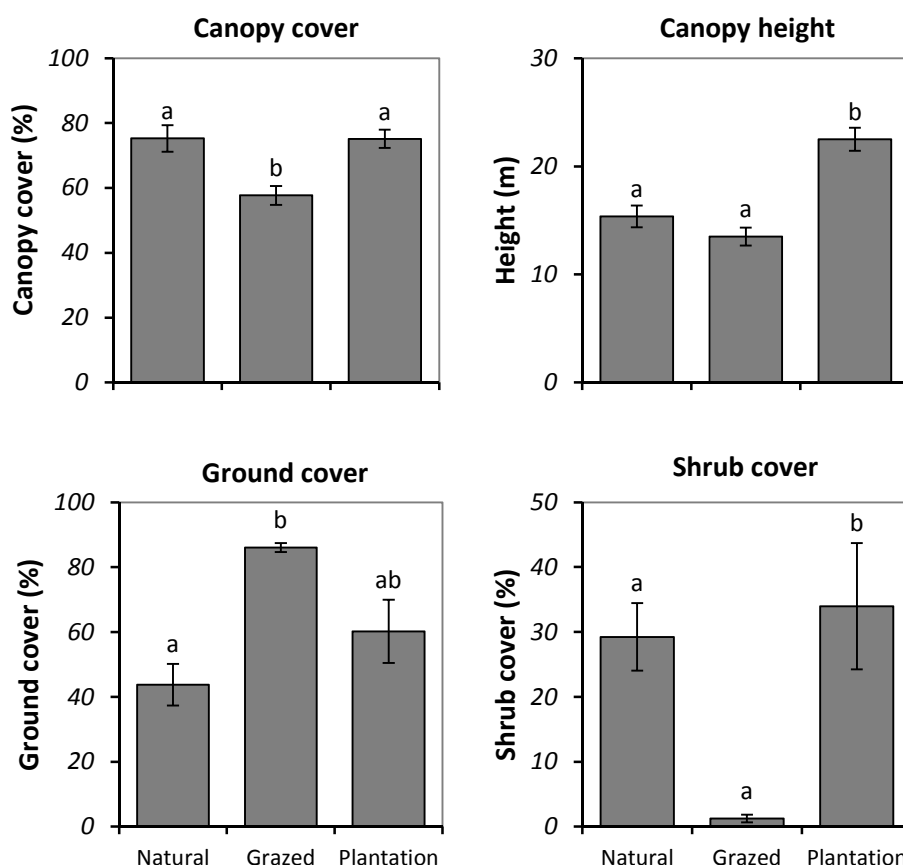 Canopy cover
Canopy cover (%)
100
80
60
40
20
0
a
b
a
Canopy height
Height (m)
30
20
10
0
a
a
b
Ground cover
Ground cover (%)
100
80
60
40
20
0
a
b
ab
Natural Grazed Plantation
Shrub cover
Shrub cover (%)
50
40
30
20
10
0
a
a
b
Natural Grazed Plantation